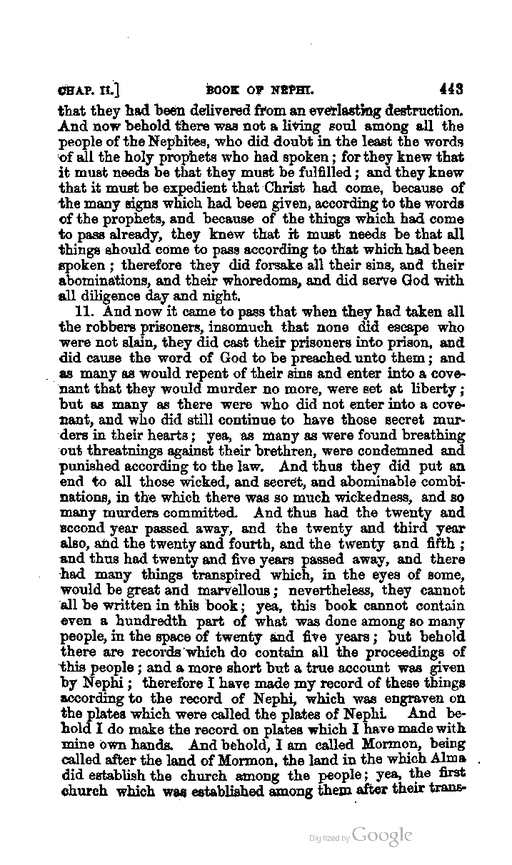 CHAP. II.] BOOK OF NEPHI. 443
that they had been delivered from an everlasting destruction.
And now behold there was not a living soul among all the
people of the Nephites, who did doubt in the least the words
of all the holy prophets who had spoken; for they knew that
it must needs be that they must be fulfilled; and they knew
that it must be expedient that Christ had come, because of
the many signs which had been given, according to the words
of the prophets, and because of the things which had come
to pass already, they knew that it must needs be that all
things should come to pass according to that which had been
spoken; therefore they did forsake all their sins, and their
abominations, and their whoredoms, and did serve God with
all diligence day and night.
11. And now it came to pass that when they had taken all
the robbers prisoners, insomuch that none did escape who
were not slain, they did cast their prisoners into prison, and
did cause the word of God to be preached unto them; and
as many as would repent of their sins and enter into a cove-
nant that they would murder no more, were set at liberty;
but as many as there were who did not enter into a cove-
nant, and who did still continue to have those secret mur-
ders in their hearts; yea, as many as were found breathing
out threatnings against their brethren, were condemned and
punished according to the law. And thus they did put an
end to all those wicked, and secret, and abominable combi-
nations, in the which there was so much wickedness, and so
many murders committed. And thus had the twenty and
second year passed away, and the twenty and third year
also, and the twenty and fourth, and the twenty and fifth;
and thus had twenty and five years passed away, and there
had many things transpired which, in the eyes of some,
would be great and marvellous; nevertheless, they cannot
all be written in this book; yea, this book cannot contain
even a hundredth part of what was done among so many
people, in the space of twenty and five years; but behold
there are records which do contain all the proceedings of
this people; and a more short but a true account was given
by Nephi; therefore I have made my record of these things
according to the record of Nephi, which was engraven on
the plates which were called the plates of Nephi. And be-
hold I do make the record on plates which I have made with
mine own hands. And behold, I am called Mormon, being
called after the land of Mormon, the land in the which Alma
did establish the church among the people; yea, the first
church which was established among them after their trans-
Digitized by Google